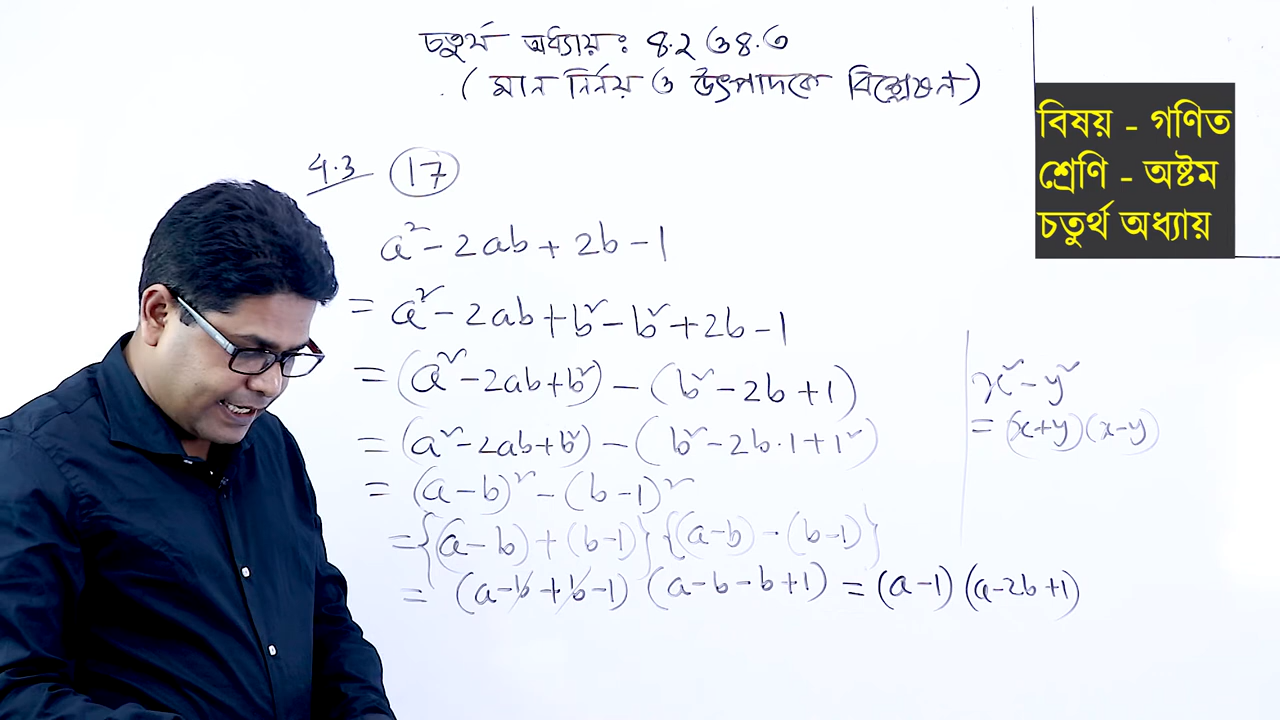 চতুর্থ অধ্যায়ঃ ৪.২ ও ৪.৩
( মান নির্নয় ও উৎপাদকে বিশ্লেষণ )
বিষয় - গণিত
শ্রেণি - অষ্টম
চতুর্থ অধ্যায়
4.3 17
a² - 2ab + 2b - 1
= a² - 2ab + b² - b² + 2b - 1
= (a² - 2ab + b²) - (b² - 2b + 1)
= (a² - 2ab + b²) - (b² - 2b·1 + 1²)
= (a - b)² - (b - 1)²
= {(a - b) + (b - 1)} {(a - b) - (b - 1)}
= (a - b + b - 1) (a - b - b + 1) = (a - 1) (a - 2b + 1)
x² - y²
= (x + y) (x - y)